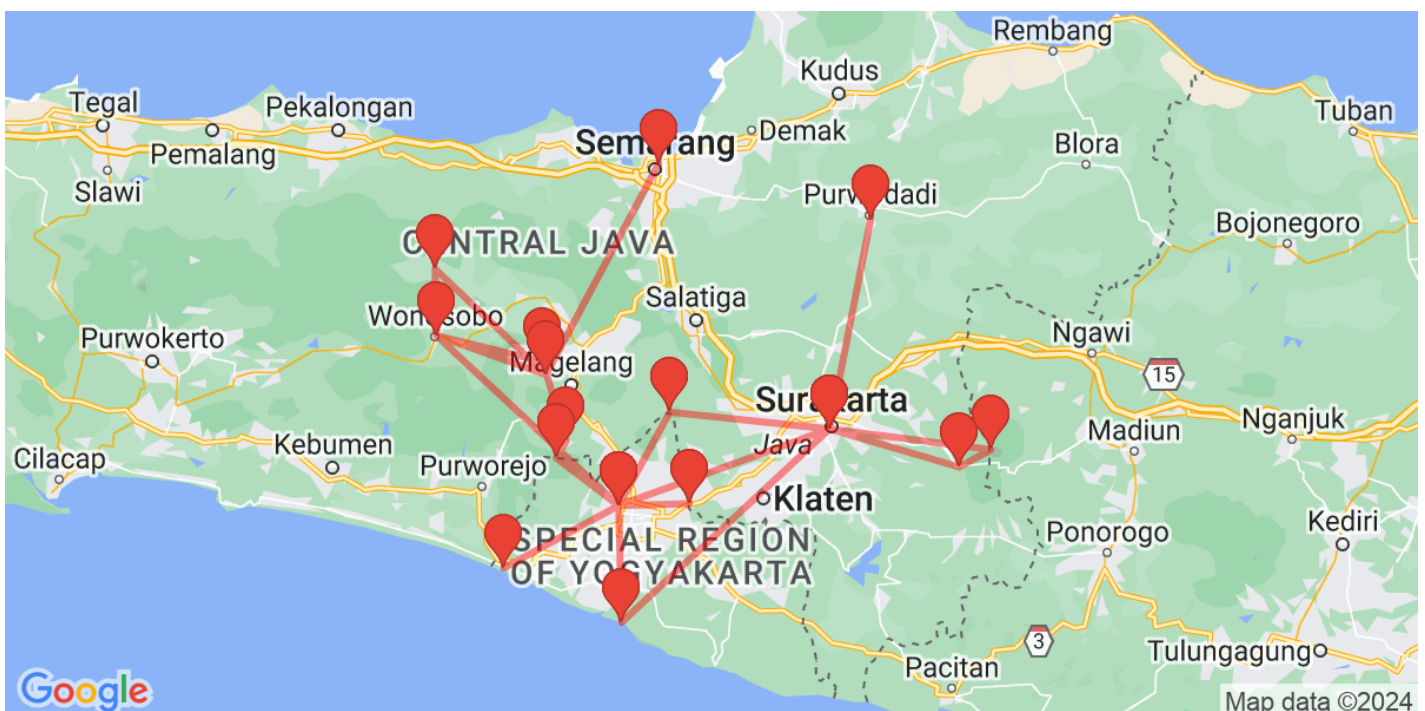 Rembang
Kudus
Tegal
Pekalongan
Tuban
Demak
Semarang
Pemalang
Blora
Slawi
Purwodadi
Bojonegoro
CENTRAL JAVA
Salatiga
Wonosobo
Ngawi
Purwokerto
Magelang
15
Surakarta
Nganjuk
Madiun
Java
Kebumen
Cilacap
Purworejo
Klaten
Kediri
SPECIAL REGION
OF YOGYAKARTA
Ponorogo
3
Tulungagung
Pacitan
Google
Map data ©2024